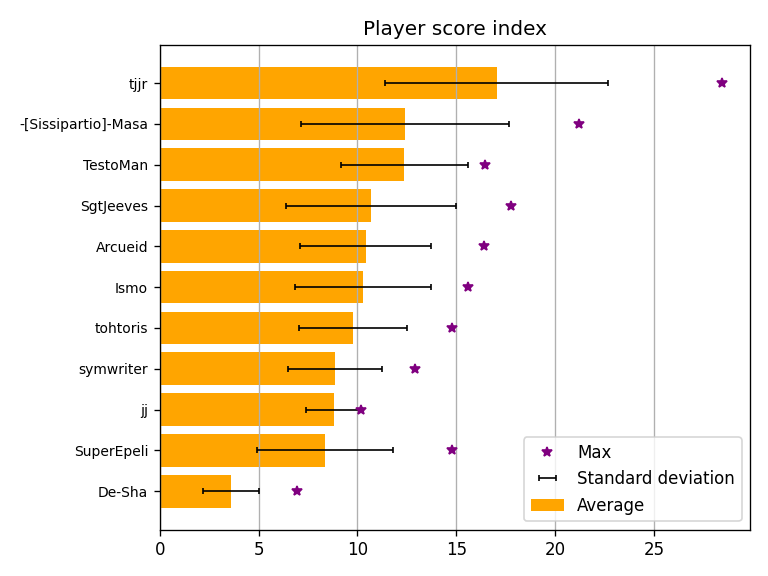 Player score index
tjjr
-[Sissipartio]-Masa
TestoMan
SgtJeeves
Arcueid
Ismo
tohtoris
symwriter
jj
SuperEpeli
De-Sha
Max
Standard deviation
Average
0 5 10 15 20 25